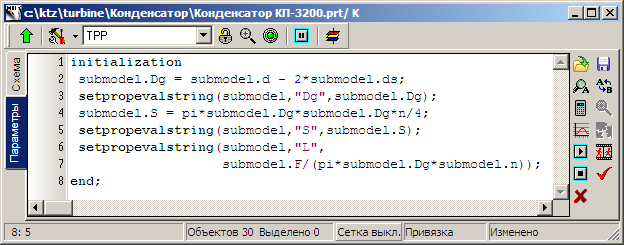 c:\ktz\turbine\Конденсатор\Конденсатор КП-3200.prt/ K
TPP
Схема
Параметры
1 initialization
2 submodel.Dg = submodel.d - 2*submodel.ds;
3 setpropevalstring(submodel,"Dg",submodel.Dg);
4 submodel.S = pi*submodel.Dg*submodel.Dg*n/4;
5 setpropevalstring(submodel,"S",submodel.S);
6 setpropevalstring(submodel,"L",
7 submodel.F/(pi*submodel.Dg*submodel.n));
8 end;
8: 5 Объектов 30 Выделено 0 Сетка выкл. Привязка Изменено